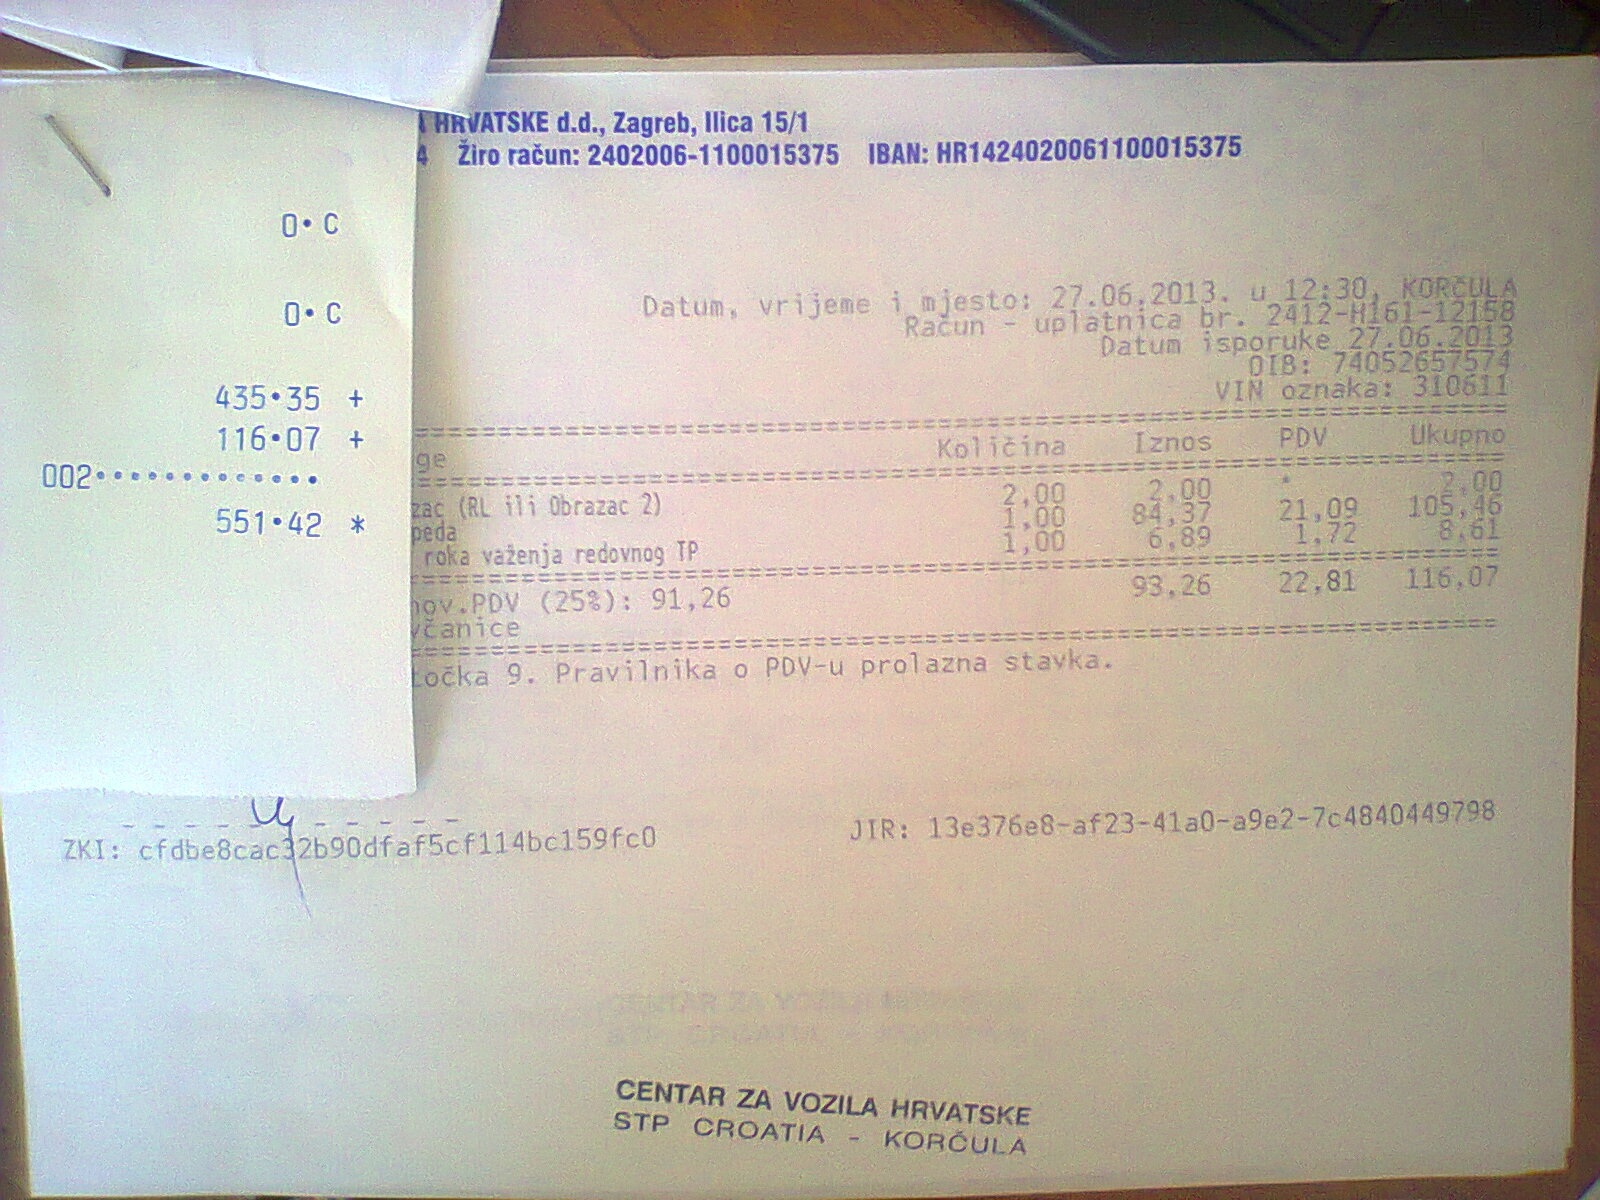 HRVATSKE d.d., Zagreb, Ilica 15/1
4 Žiro račun: 2402006-1100015375 IBAN: HR1424020061100015375
0•C
0•C
435•35 +
116•07 +
002•••••••••••••
551•42 *
Datum, vrijeme i mjesto: 27.06.2013. u 12:30, KORČULA
Račun - uplatnica br. 2412-H161-12158
Datum isporuke 27.06.2013
OIB: 74052657574
VIN oznaka: 310611
ge Količina Iznos PDV Ukupno
zac (RL ili Obrazac 2) 2,00 2,00 * 2,00
peda 1,00 84,37 21,09 105,46
roka važenja redovnog TP 1,00 6,89 1,72 8,61
93,26 22,81 116,07
nov.PDV (25%): 91,26
včanice
točka 9. Pravilnika o PDV-u prolazna stavka.
ZKI: cfdbe8cac32b90dfaf5cf114bc159fc0 JIR: 13e376e8-af23-41a0-a9e2-7c4840449798
CENTAR ZA VOZILA HRVATSKE
STP CROATIA - KORČULA